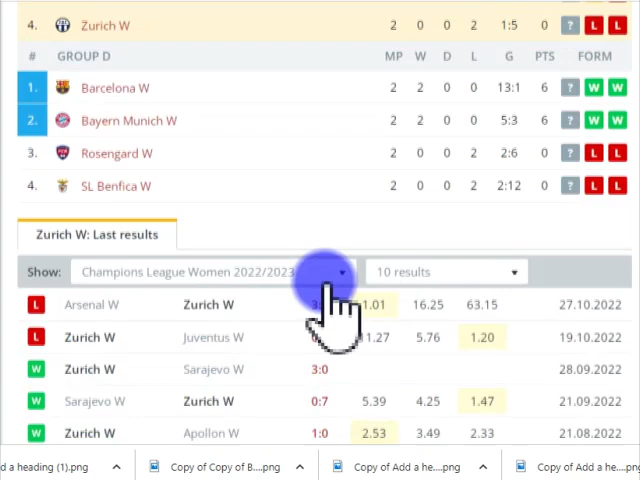 4. Zurich W 2 0 0 2 1:5 0 ? L L
# GROUP D MP W D L G PTS FORM
1. Barcelona W 2 2 0 0 13:1 6 ? W W
2. Bayern Munich W 2 2 0 0 5:3 6 ? W W
3. Rosengard W 2 0 0 2 2:6 0 ? L L
4. SL Benfica W 2 0 0 2 2:12 0 ? L L
Zurich W: Last results
Show: Champions League Women 2022/2023 10 results
L Arsenal W Zurich W 1.01 16.25 63.15 27.10.2022
L Zurich W Juventus W 1.27 5.76 1.20 19.10.2022
W Zurich W Sarajevo W 3:0 28.09.2022
W Sarajevo W Zurich W 0:7 5.39 4.25 1.47 21.09.2022
W Zurich W Apollon W 1:0 2.53 3.49 2.33 21.08.2022
d a heading (1).png Copy of Copy of B....png Copy of Add a he....png Copy of Add a he....png